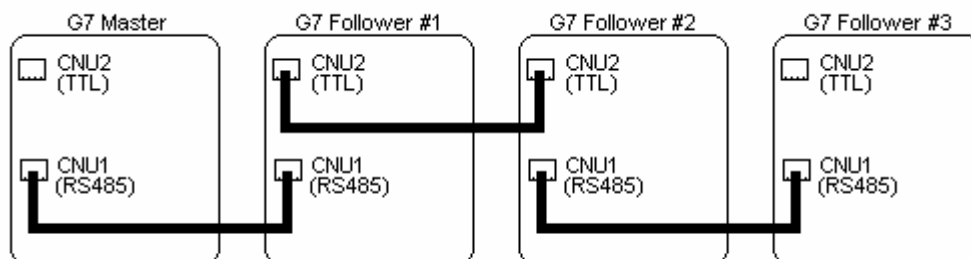 G7 Master
CNU2
(TTL)
CNU1
(RS485)
G7 Follower #1
CNU2
(TTL)
CNU1
(RS485)
G7 Follower #2
CNU2
(TTL)
CNU1
(RS485)
G7 Follower #3
CNU2
(TTL)
CNU1
(RS485)